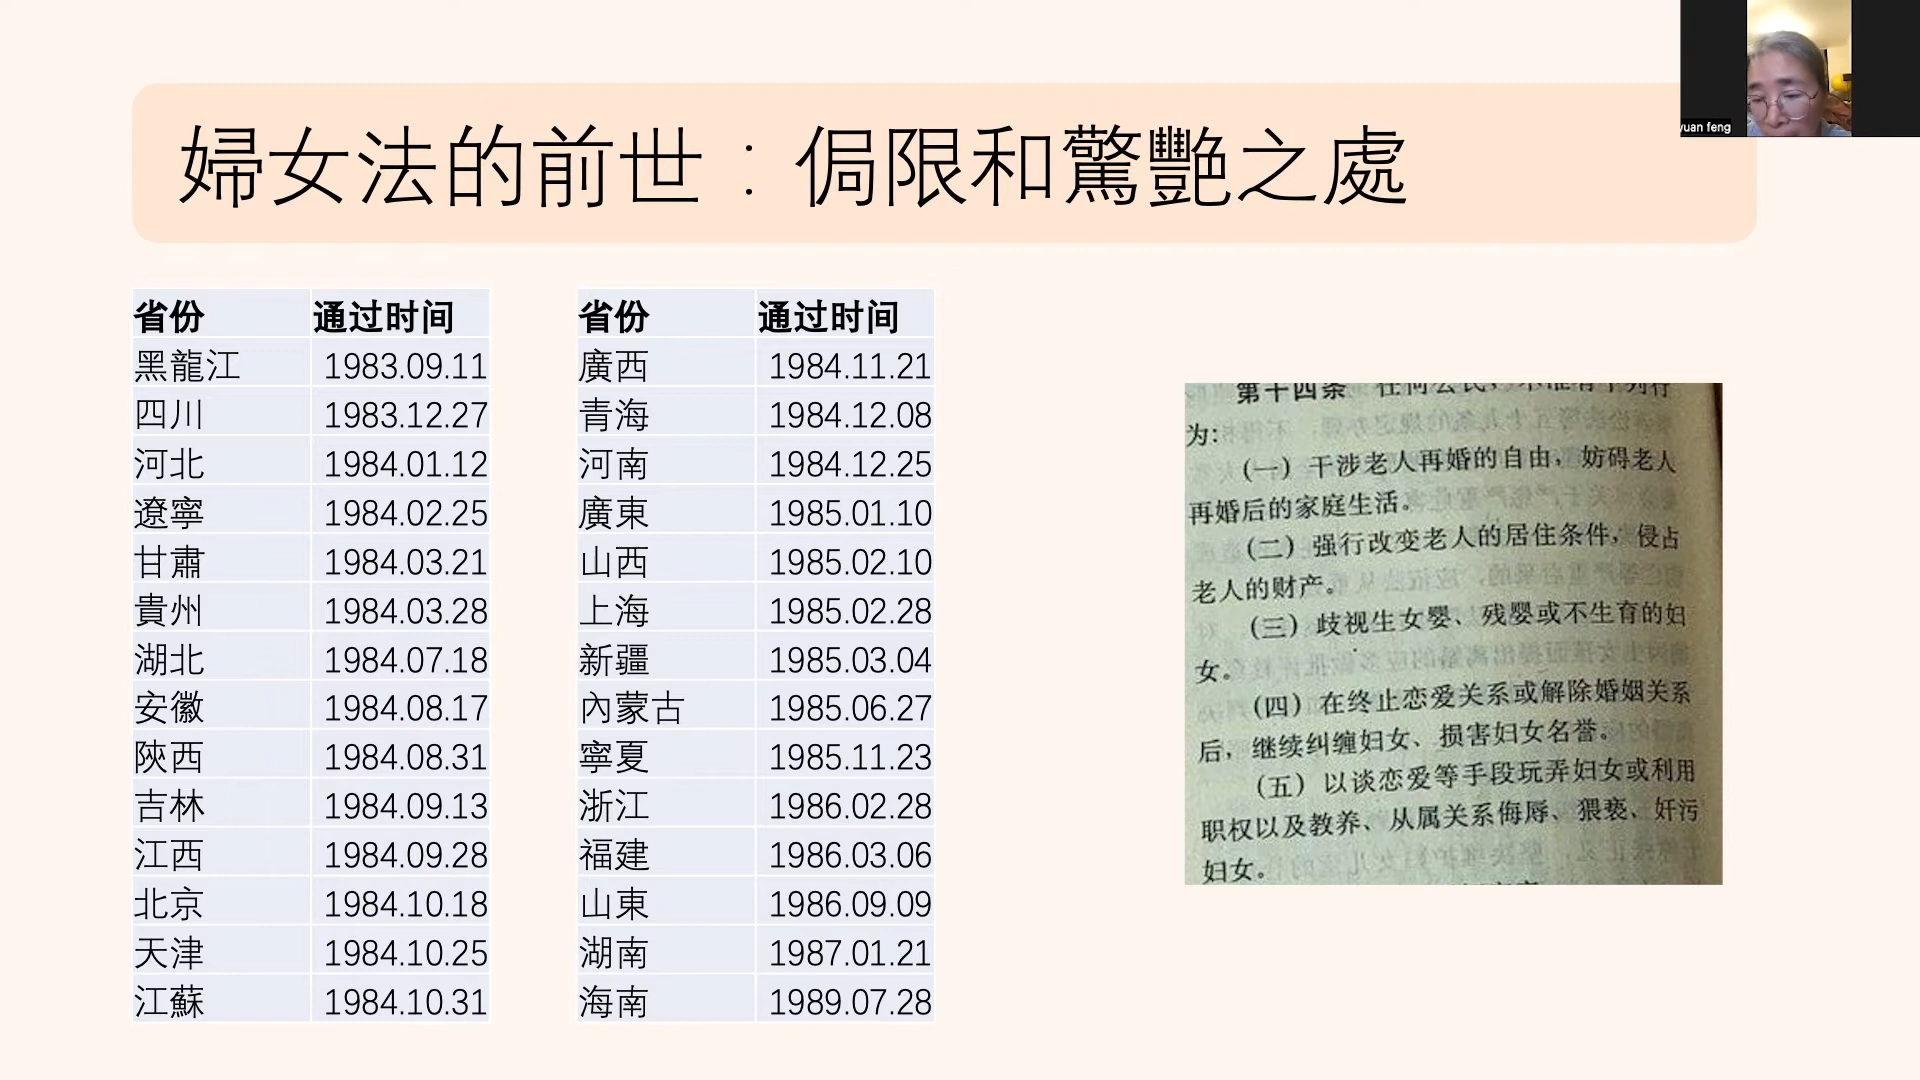 婦女法的前世：侷限和驚艷之處
yuan feng
省份 通过时间
黑龍江 1983.09.11
四川 1983.12.27
河北 1984.01.12
遼寧 1984.02.25
甘肅 1984.03.21
貴州 1984.03.28
湖北 1984.07.18
安徽 1984.08.17
陝西 1984.08.31
吉林 1984.09.13
江西 1984.09.28
北京 1984.10.18
天津 1984.10.25
江蘇 1984.10.31
省份 通过时间
廣西 1984.11.21
青海 1984.12.08
河南 1984.12.25
廣東 1985.01.10
山西 1985.02.10
上海 1985.02.28
新疆 1985.03.04
內蒙古 1985.06.27
寧夏 1985.11.23
浙江 1986.02.28
福建 1986.03.06
山東 1986.09.09
湖南 1987.01.21
海南 1989.07.28
第十四条 任何公民，不准有下列行
为：
（一）干涉老人再婚的自由，妨碍老人
再婚后的家庭生活。
（二）强行改变老人的居住条件，侵占
老人的财产。
（三）歧视生女婴、残婴或不生育的妇
女。
（四）在终止恋爱关系或解除婚姻关系
后，继续纠缠妇女、损害妇女名誉。
（五）以谈恋爱等手段玩弄妇女或利用
职权以及教养、从属关系侮辱、猥亵、奸污
妇女。